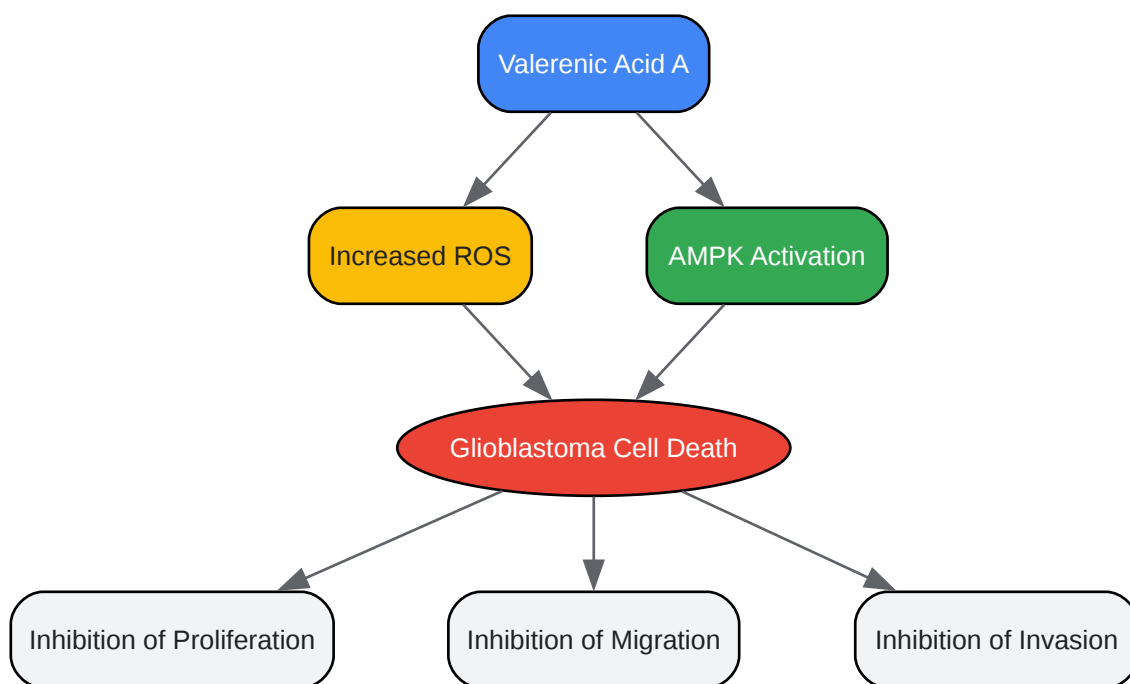 Valerenic Acid A
Increased ROS
AMPK Activation
Glioblastoma Cell Death
Inhibition of Proliferation
Inhibition of Migration
Inhibition of Invasion